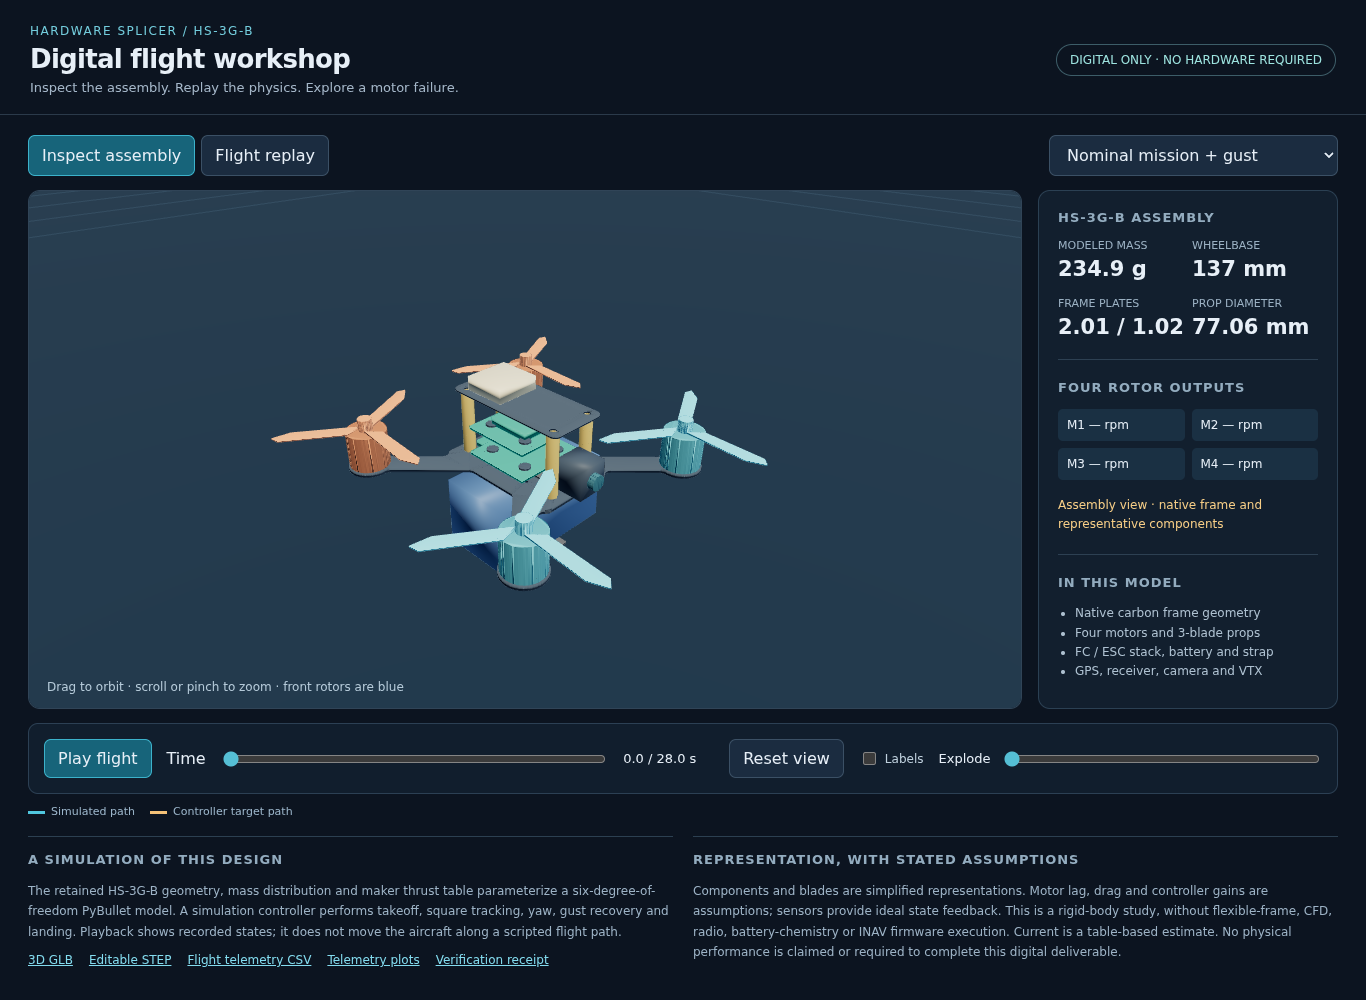 HARDWARE SPLICER / HS-3G-B
Digital flight workshop
Inspect the assembly. Replay the physics. Explore a motor failure.
DIGITAL ONLY · NO HARDWARE REQUIRED
Inspect assembly
Flight replay
Nominal mission + gust
Drag to orbit · scroll or pinch to zoom · front rotors are blue
HS-3G-B ASSEMBLY
MODELED MASS
234.9 g
WHEELBASE
137 mm
FRAME PLATES
2.01 / 1.02
PROP DIAMETER
77.06 mm
FOUR ROTOR OUTPUTS
M1 — rpm
M2 — rpm
M3 — rpm
M4 — rpm
Assembly view · native frame and
representative components
IN THIS MODEL
• Native carbon frame geometry
• Four motors and 3-blade props
• FC / ESC stack, battery and strap
• GPS, receiver, camera and VTX
Play flight
Time
0.0 / 28.0 s
Reset view
Labels
Explode
Simulated path
Controller target path
A SIMULATION OF THIS DESIGN
The retained HS-3G-B geometry, mass distribution and maker thrust table parameterize a six-degree-of-
freedom PyBullet model. A simulation controller performs takeoff, square tracking, yaw, gust recovery and
landing. Playback shows recorded states; it does not move the aircraft along a scripted flight path.
3D GLB
Editable STEP
Flight telemetry CSV
Telemetry plots
Verification receipt
REPRESENTATION, WITH STATED ASSUMPTIONS
Components and blades are simplified representations. Motor lag, drag and controller gains are
assumptions; sensors provide ideal state feedback. This is a rigid-body study, without flexible-frame, CFD,
radio, battery-chemistry or INAV firmware execution. Current is a table-based estimate. No physical
performance is claimed or required to complete this digital deliverable.